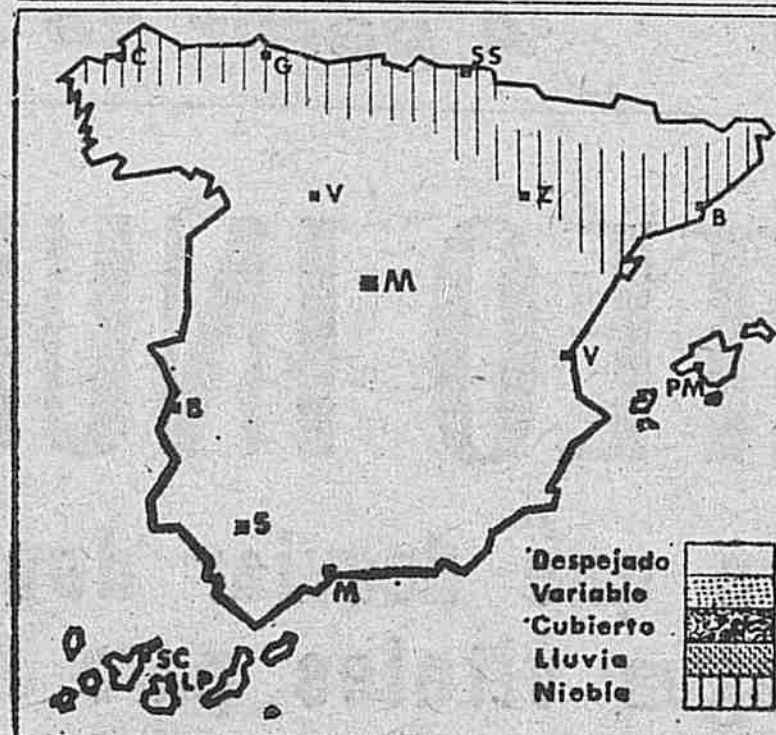 C
G
SS
V
Z
B
M
V
PM
B
S
M
SC
LP
Despejado
Variable
Cubierto
Lluvia
Niebla